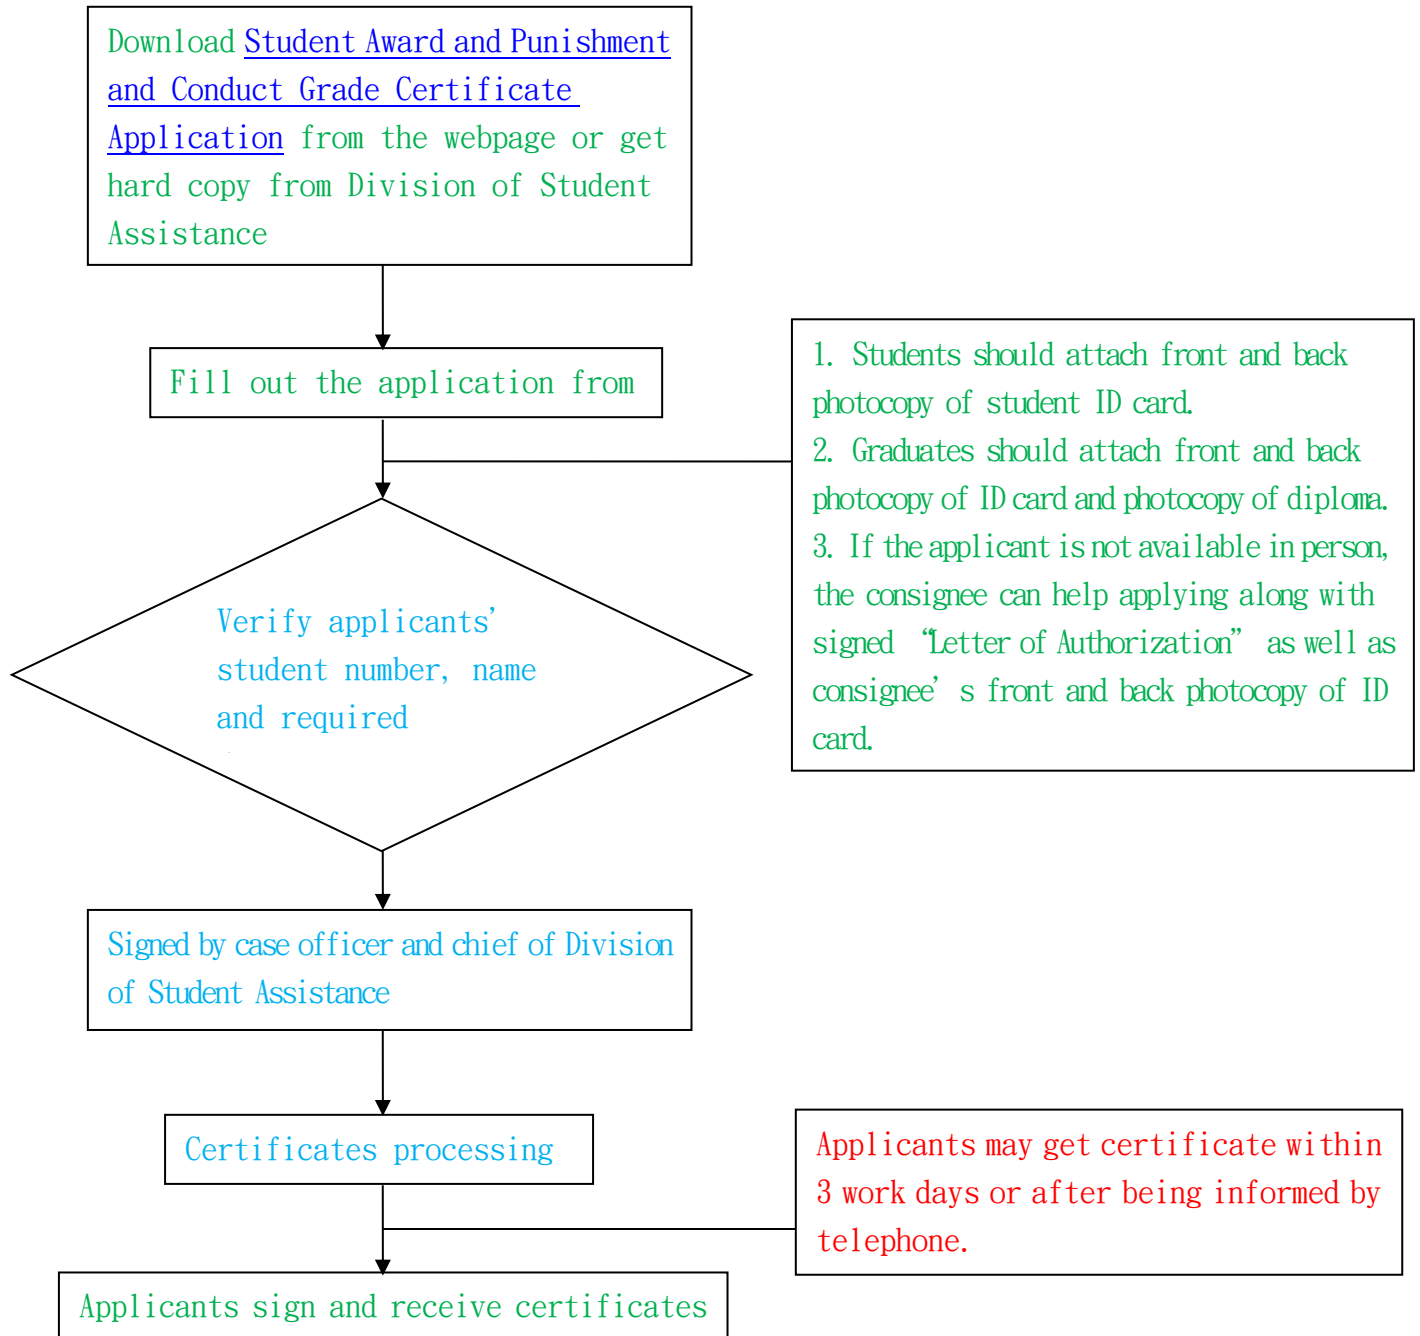 Download Student Award and Punishment
and Conduct Grade Certificate
Application from the webpage or get
hard copy from Division of Student
Assistance
Fill out the application from
1. Students should attach front and back
photocopy of student ID card.
2. Graduates should attach front and back
photocopy of ID card and photocopy of diploma.
3. If the applicant is not available in person,
the consignee can help applying along with
signed “Letter of Authorization” as well as
consignee’s front and back photocopy of ID
card.
Verify applicants’
student number, name
and required
Signed by case officer and chief of Division
of Student Assistance
Certificates processing
Applicants may get certificate within
3 work days or after being informed by
telephone.
Applicants sign and receive certificates